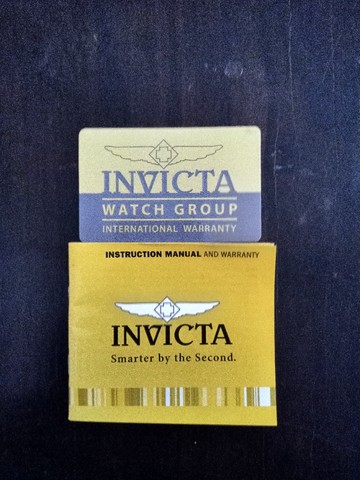 INVICTA
WATCH GROUP
INTERNATIONAL WARRANTY
INSTRUCTION MANUAL AND WARRANTY
INVICTA
Smarter by the Second.